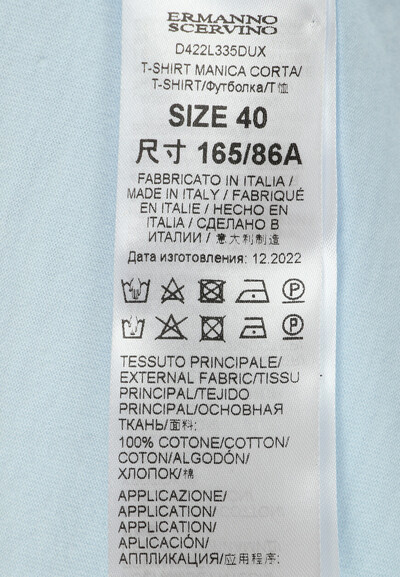 ERMANNO
SCERVINO
D422L335DUX
T-SHIRT MANICA CORTA/
T-SHIRT/Футболка/T恤
SIZE 40
尺寸 165/86A
FABBRICATO IN ITALIA /
MADE IN ITALY / FABRIQUÉ
EN ITALIE / HECHO EN
ITALIA / СДЕЛАНО В
ИТАЛИИ / 意大利制造
Дата изготовления: 12.2022
P
P
TESSUTO PRINCIPALE/
EXTERNAL FABRIC/TISSU
PRINCIPAL/TEJIDO
PRINCIPAL/ОСНОВНАЯ
ТКАНЬ/面料:
100% COTONE/COTTON/
COTON/ALGODÓN/
ХЛОПОК/棉
APPLICAZIONE/
APPLICATION/
APPLICATION/
APLICACIÓN/
АППЛИКАЦИЯ/应用程序: